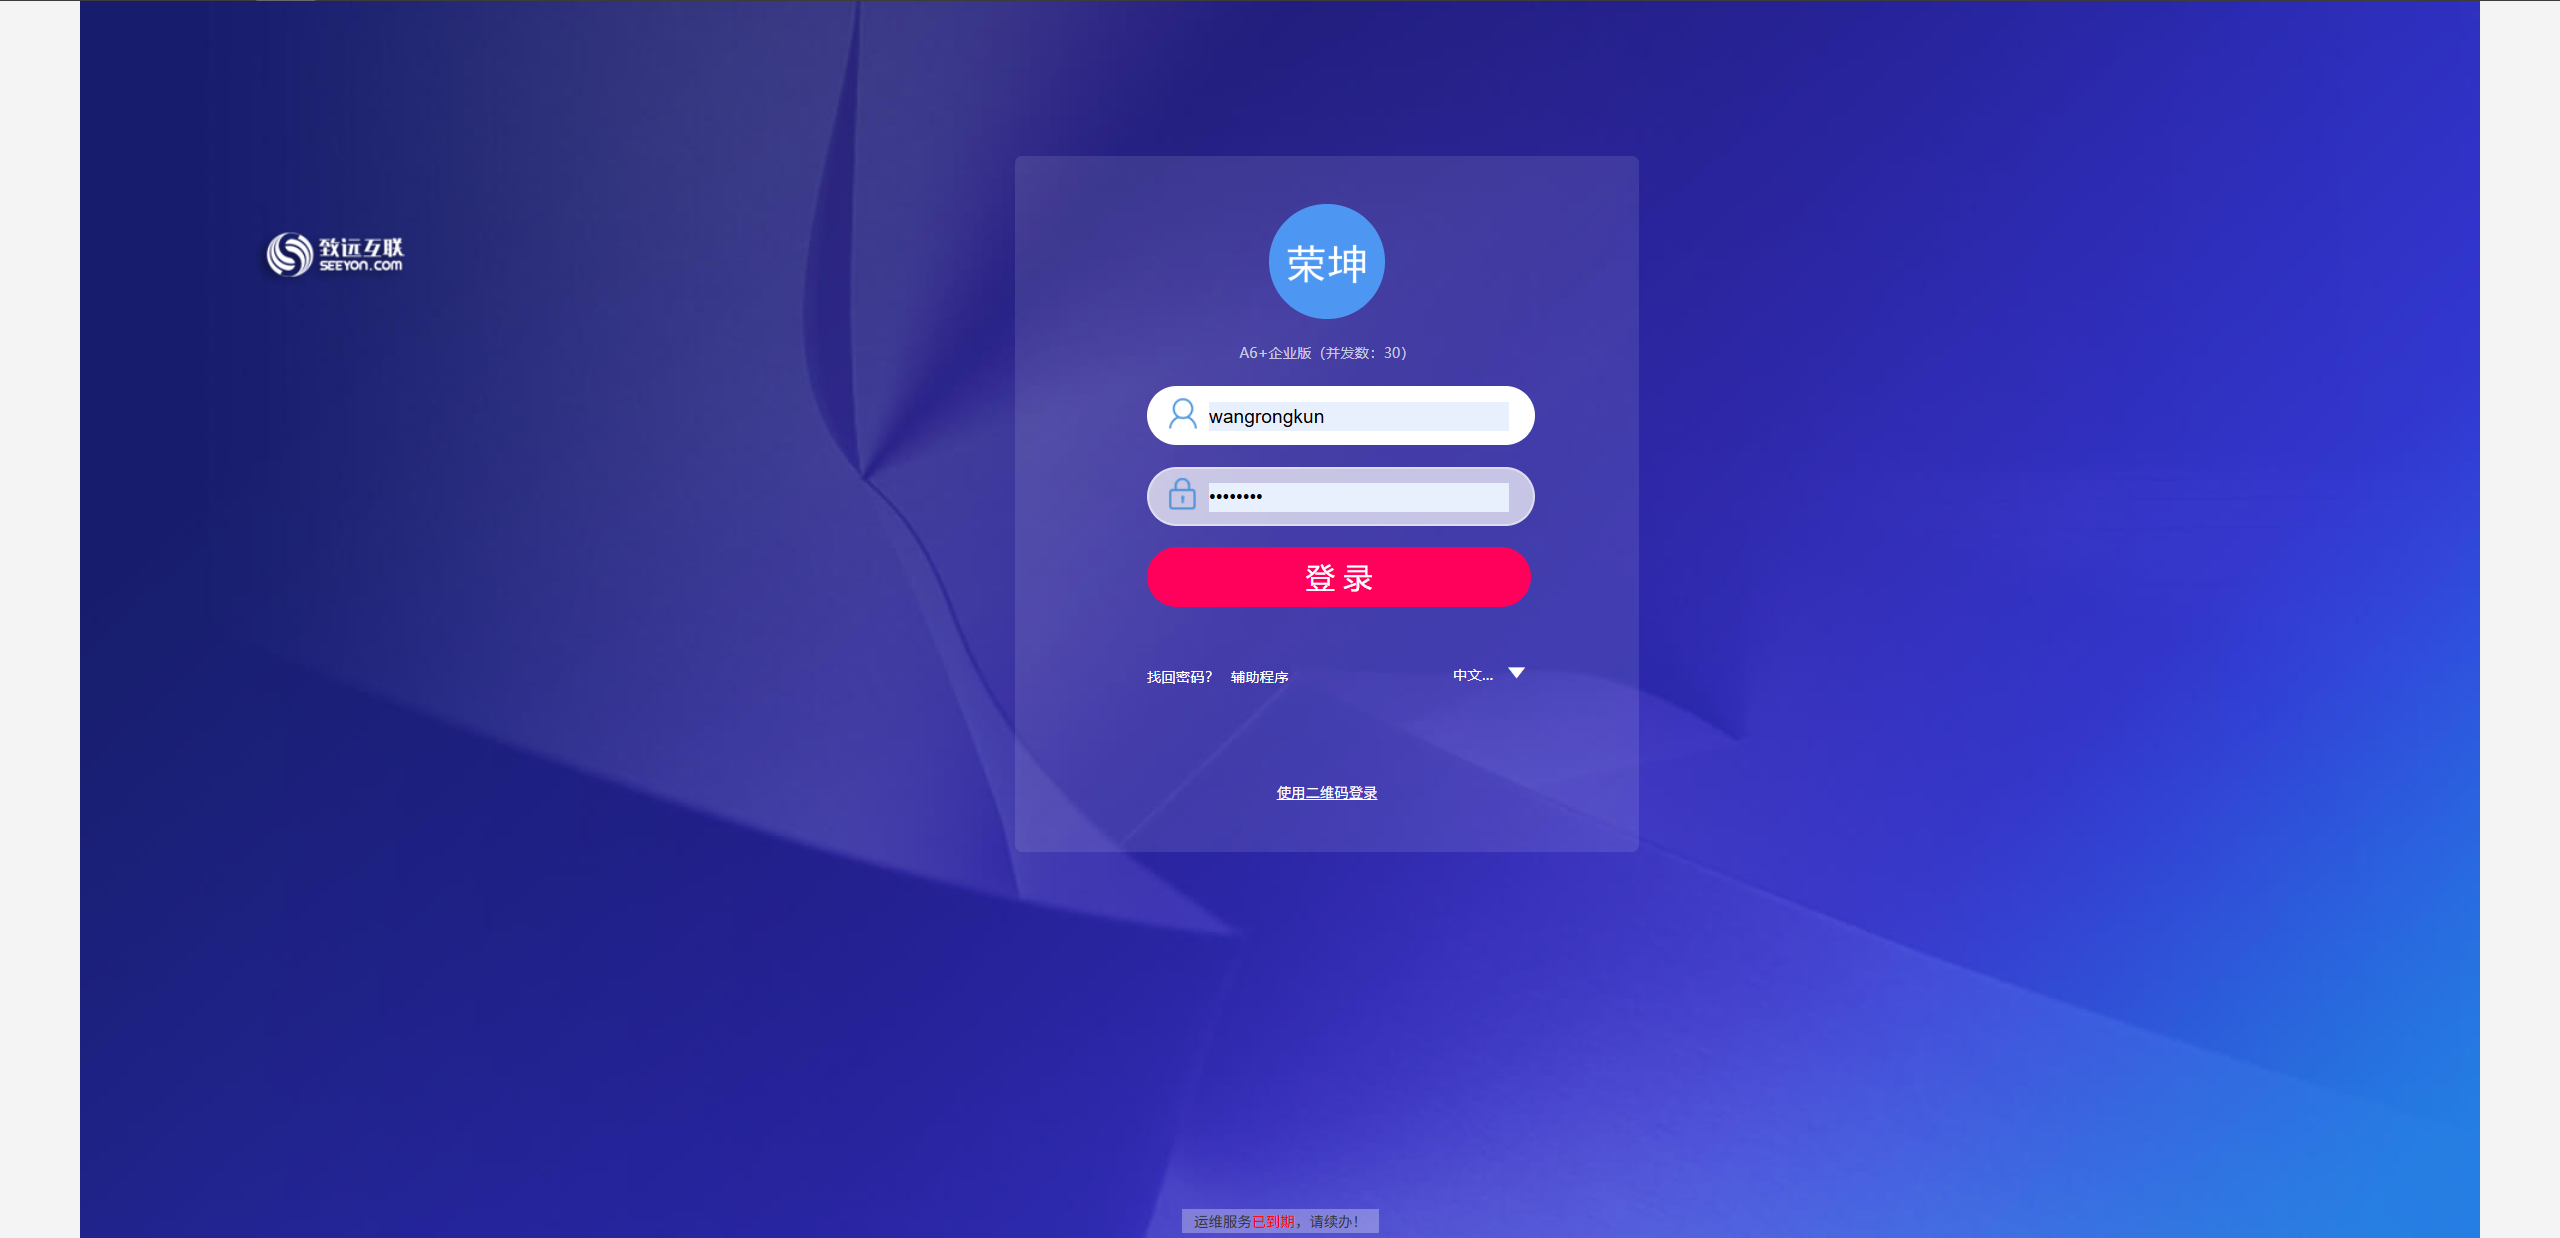 致远互联
SEEYON.COM
荣坤
A6+企业版（并发数：30）
wangrongkun
••••••••
登 录
找回密码？ 辅助程序 中文...
使用二维码登录
运维服务已到期，请续办！